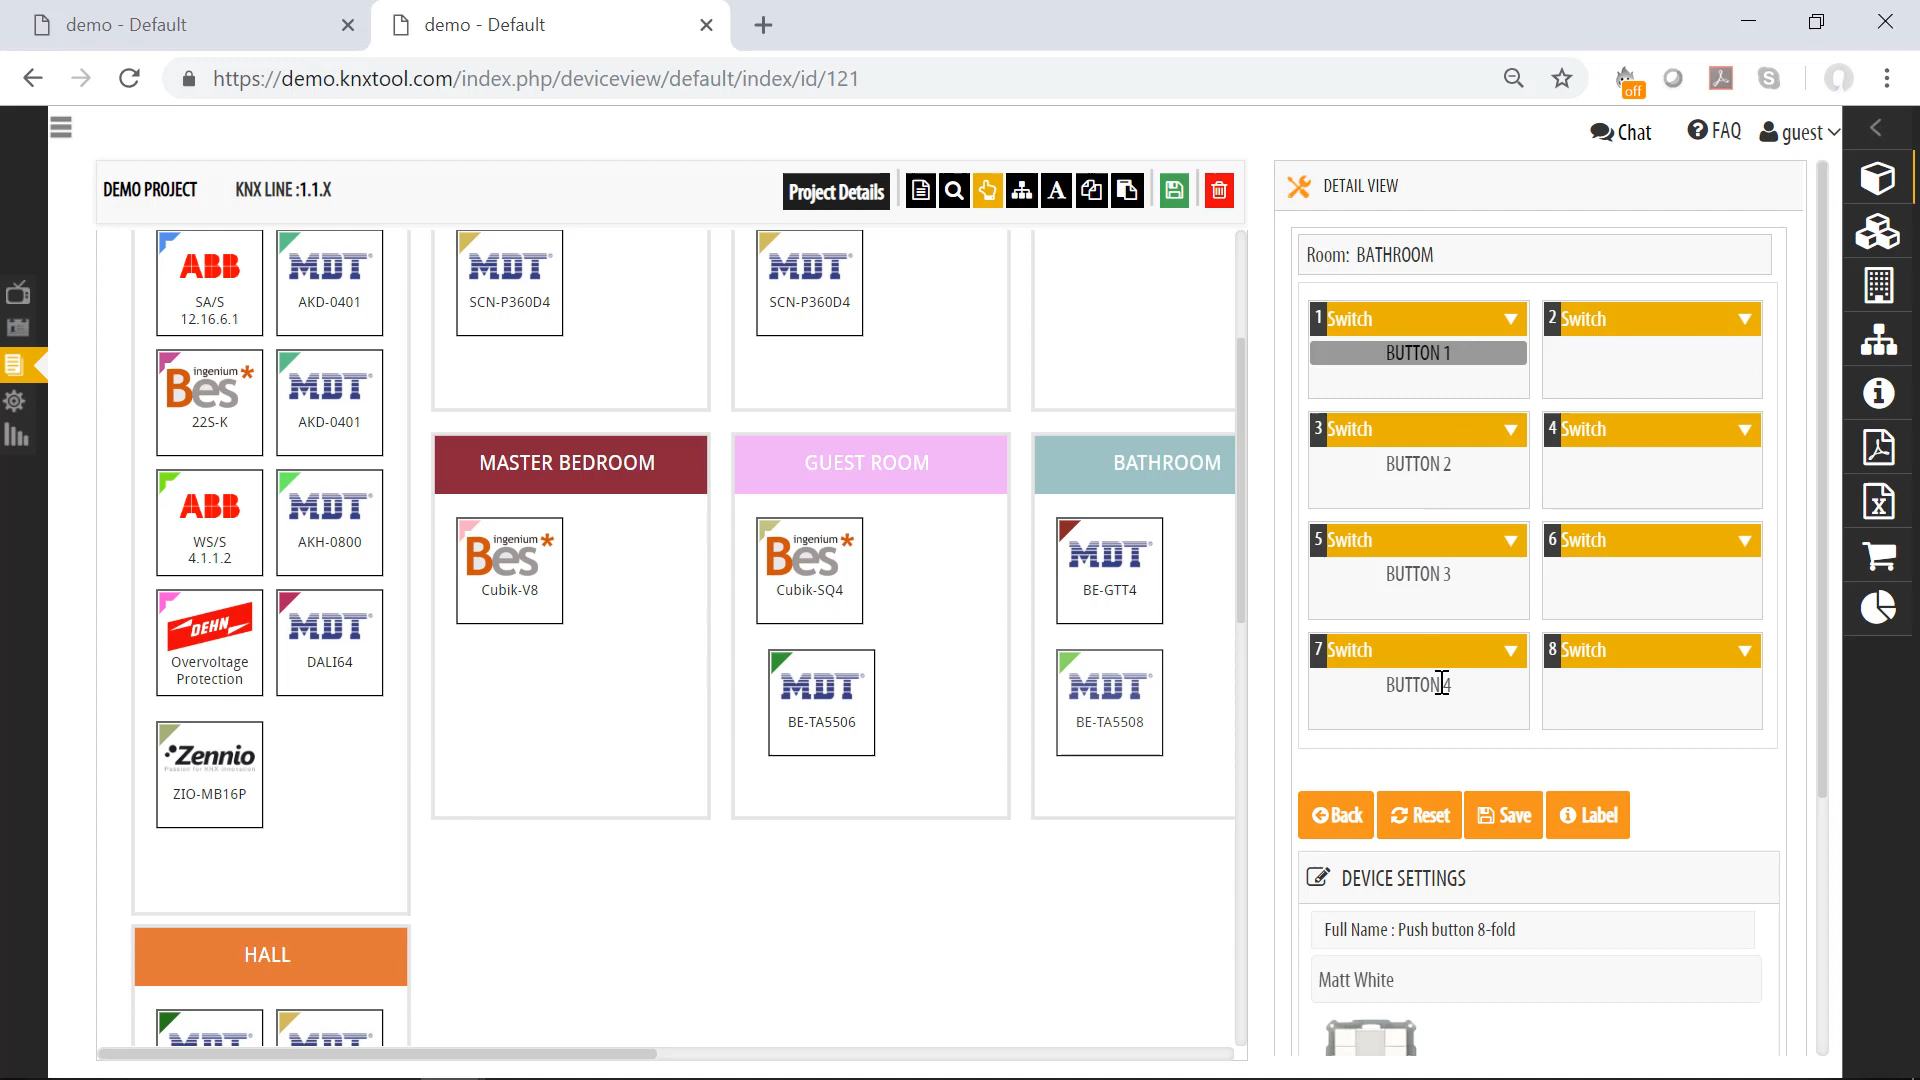 demo - Default
demo - Default
https://demo.knxtool.com/index.php/deviceview/default/index/id/121
off
Chat
FAQ
guest
DEMO PROJECT
KNX LINE :1.1.X
Project Details
A
DETAIL VIEW
ABB
SA/S
12.16.6.1
MDT
AKD-0401
MDT
SCN-P360D4
MDT
SCN-P360D4
ingenium
Bes*
22S-K
MDT
AKD-0401
ABB
WS/S
4.1.1.2
MDT
AKH-0800
DEHN
Overvoltage
Protection
MDT
DALI64
Zennio
Passion for KNX innovation
ZIO-MB16P
HALL
MDT
MDT
MASTER BEDROOM
ingenium
Bes*
Cubik-V8
GUEST ROOM
ingenium
Bes*
Cubik-SQ4
MDT
BE-TA5506
BATHROOM
MDT
BE-GTT4
MDT
BE-TA5508
Room: BATHROOM
1 Switch
BUTTON 1
2 Switch
3 Switch
BUTTON 2
4 Switch
5 Switch
BUTTON 3
6 Switch
7 Switch
BUTTON 4
8 Switch
Back
Reset
Save
Label
DEVICE SETTINGS
Full Name : Push button 8-fold
Matt White